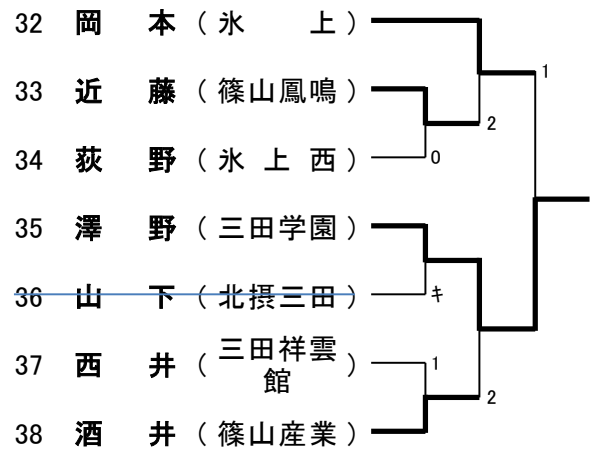 32 岡 本 ( 氷 上 )
1
33 近 藤 ( 篠山鳳鳴 )
2
34 荻 野 ( 氷 上 西 )
0
35 澤 野 ( 三田学園 )
36 山 下 ( 北摂三田 )
キ
37 西 井 ( 三田祥雲
館 )
1
2
38 酒 井 ( 篠山産業 )